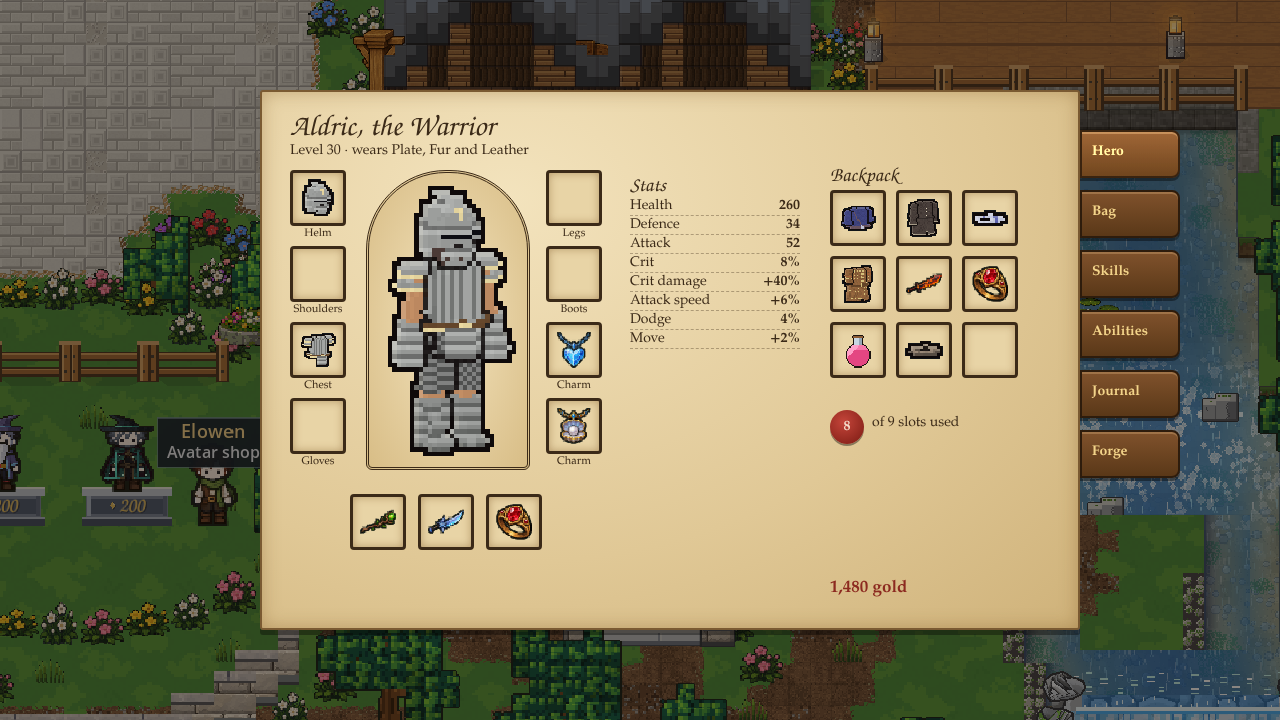 Aldric, the Warrior
Level 30 · wears Plate, Fur and Leather
Helm
Shoulders
Chest
Gloves
Legs
Boots
Charm
Charm
Stats
Health 260
Defence 34
Attack 52
Crit 8%
Crit damage +40%
Attack speed +6%
Dodge 4%
Move +2%
Backpack
8 of 9 slots used
1,480 gold
Hero
Bag
Skills
Abilities
Journal
Forge
Elowen
Avatar shop
200